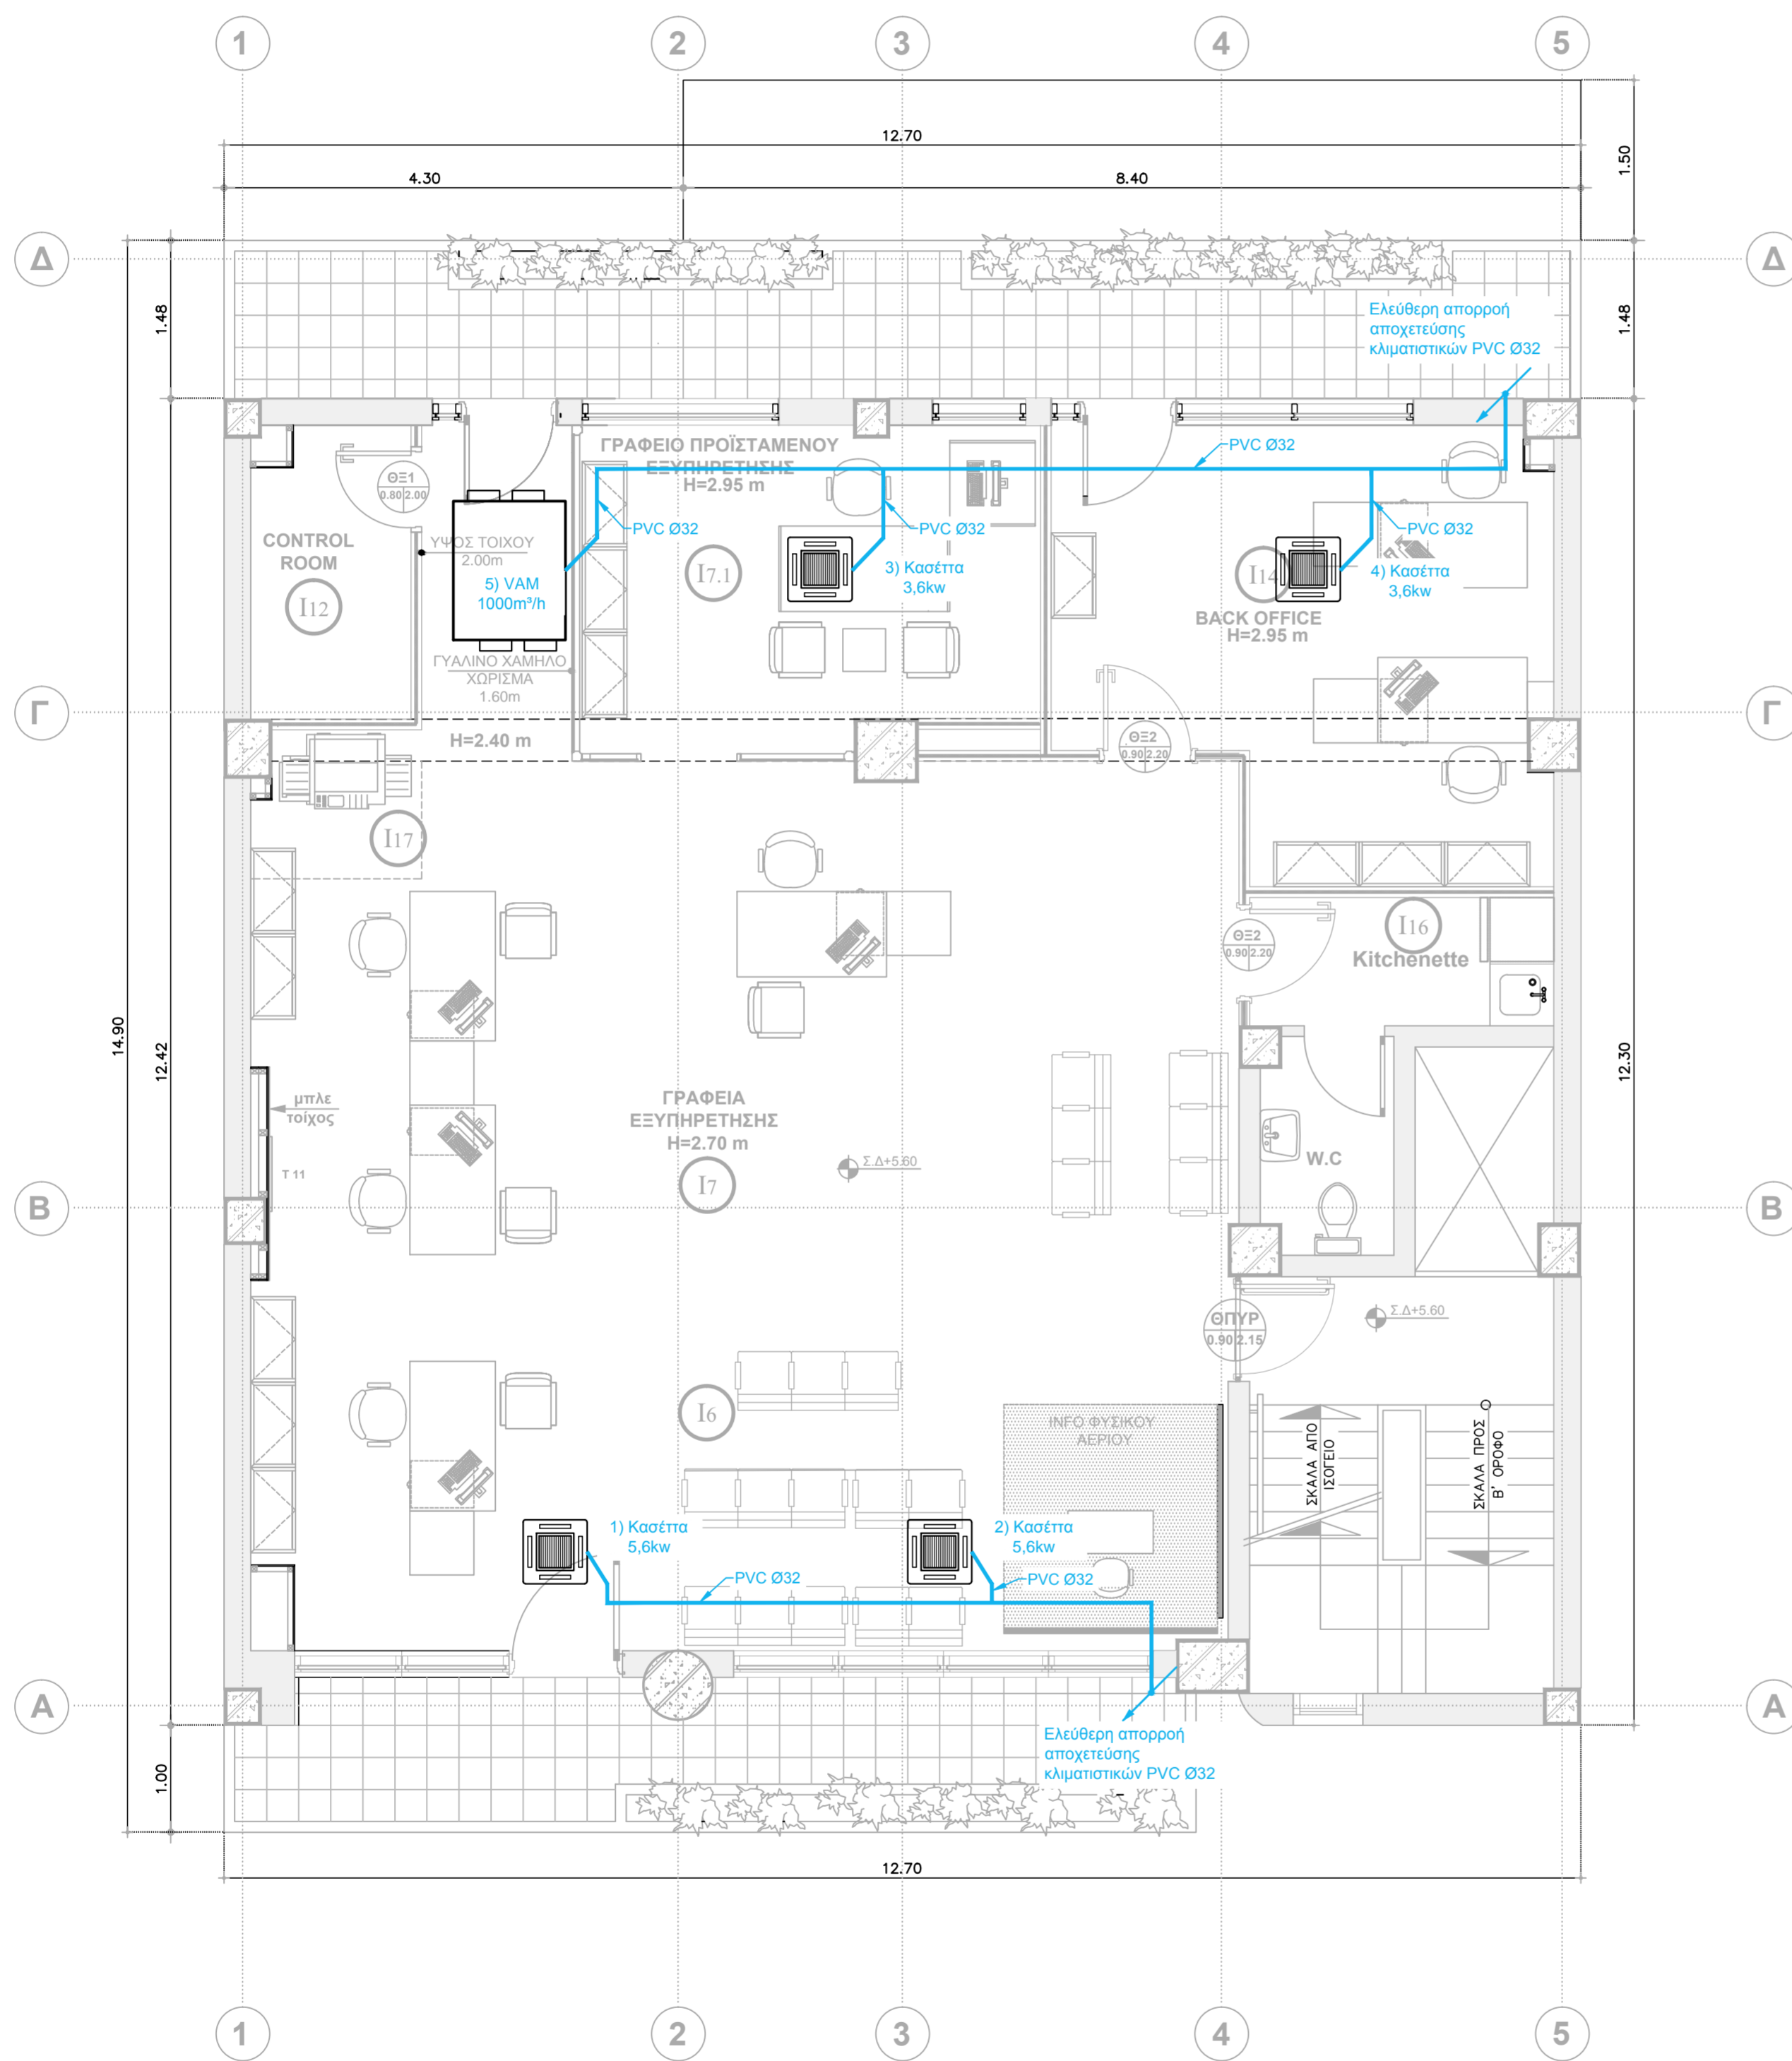 1
2
3
4
5
12.70
4.30
8.40
1.50
Δ
Δ
1.48
1.48
Ελεύθερη απορροή
αποχετεύσης
κλιματιστικών PVC Ø32
ΓΡΑΦΕΙΟ ΠΡΟΪΣΤΑΜΕΝΟΥ
ΕΞΥΠΗΡΕΤΗΣΗΣ
H=2.95 m
PVC Ø32
ΘΞ1
0.80 2.00
CONTROL
ROOM
I12
ΥΨΟΣ ΤΟΙΧΟΥ
2.00m
5) VAM
1000m³/h
PVC Ø32
I7.1
PVC Ø32
3) Κασέττα
3,6kw
PVC Ø32
I14
4) Κασέττα
3,6kw
BACK OFFICE
H=2.95 m
ΓΥΑΛΙΝΟ ΧΑΜΗΛΟ
ΧΩΡΙΣΜΑ
1.60m
Γ
Γ
H=2.40 m
ΘΞ2
0.90 2.20
I17
ΘΞ2
0.90 2.20
I16
Kitchenette
14.90
12.42
12.30
μπλε
τοίχος
T 11
ΓΡΑΦΕΙΑ
ΕΞΥΠΗΡΕΤΗΣΗΣ
H=2.70 m
I7
Σ.Δ+5.60
W.C
B
B
ΘΠΥΡ
0.90 2.15
Σ.Δ+5.60
I6
INFO ΦΥΣΙΚΟΥ
ΑΕΡΙΟΥ
ΣΚΑΛΑ ΑΠΟ
ΙΣΟΓΕΙΟ
ΣΚΑΛΑ ΠΡΟΣ
Β' ΟΡΟΦΟ
1) Κασέττα
5,6kw
2) Κασέττα
5,6kw
PVC Ø32
PVC Ø32
A
A
Ελεύθερη απορροή
αποχετεύσης
κλιματιστικών PVC Ø32
1.00
12.70
1
2
3
4
5